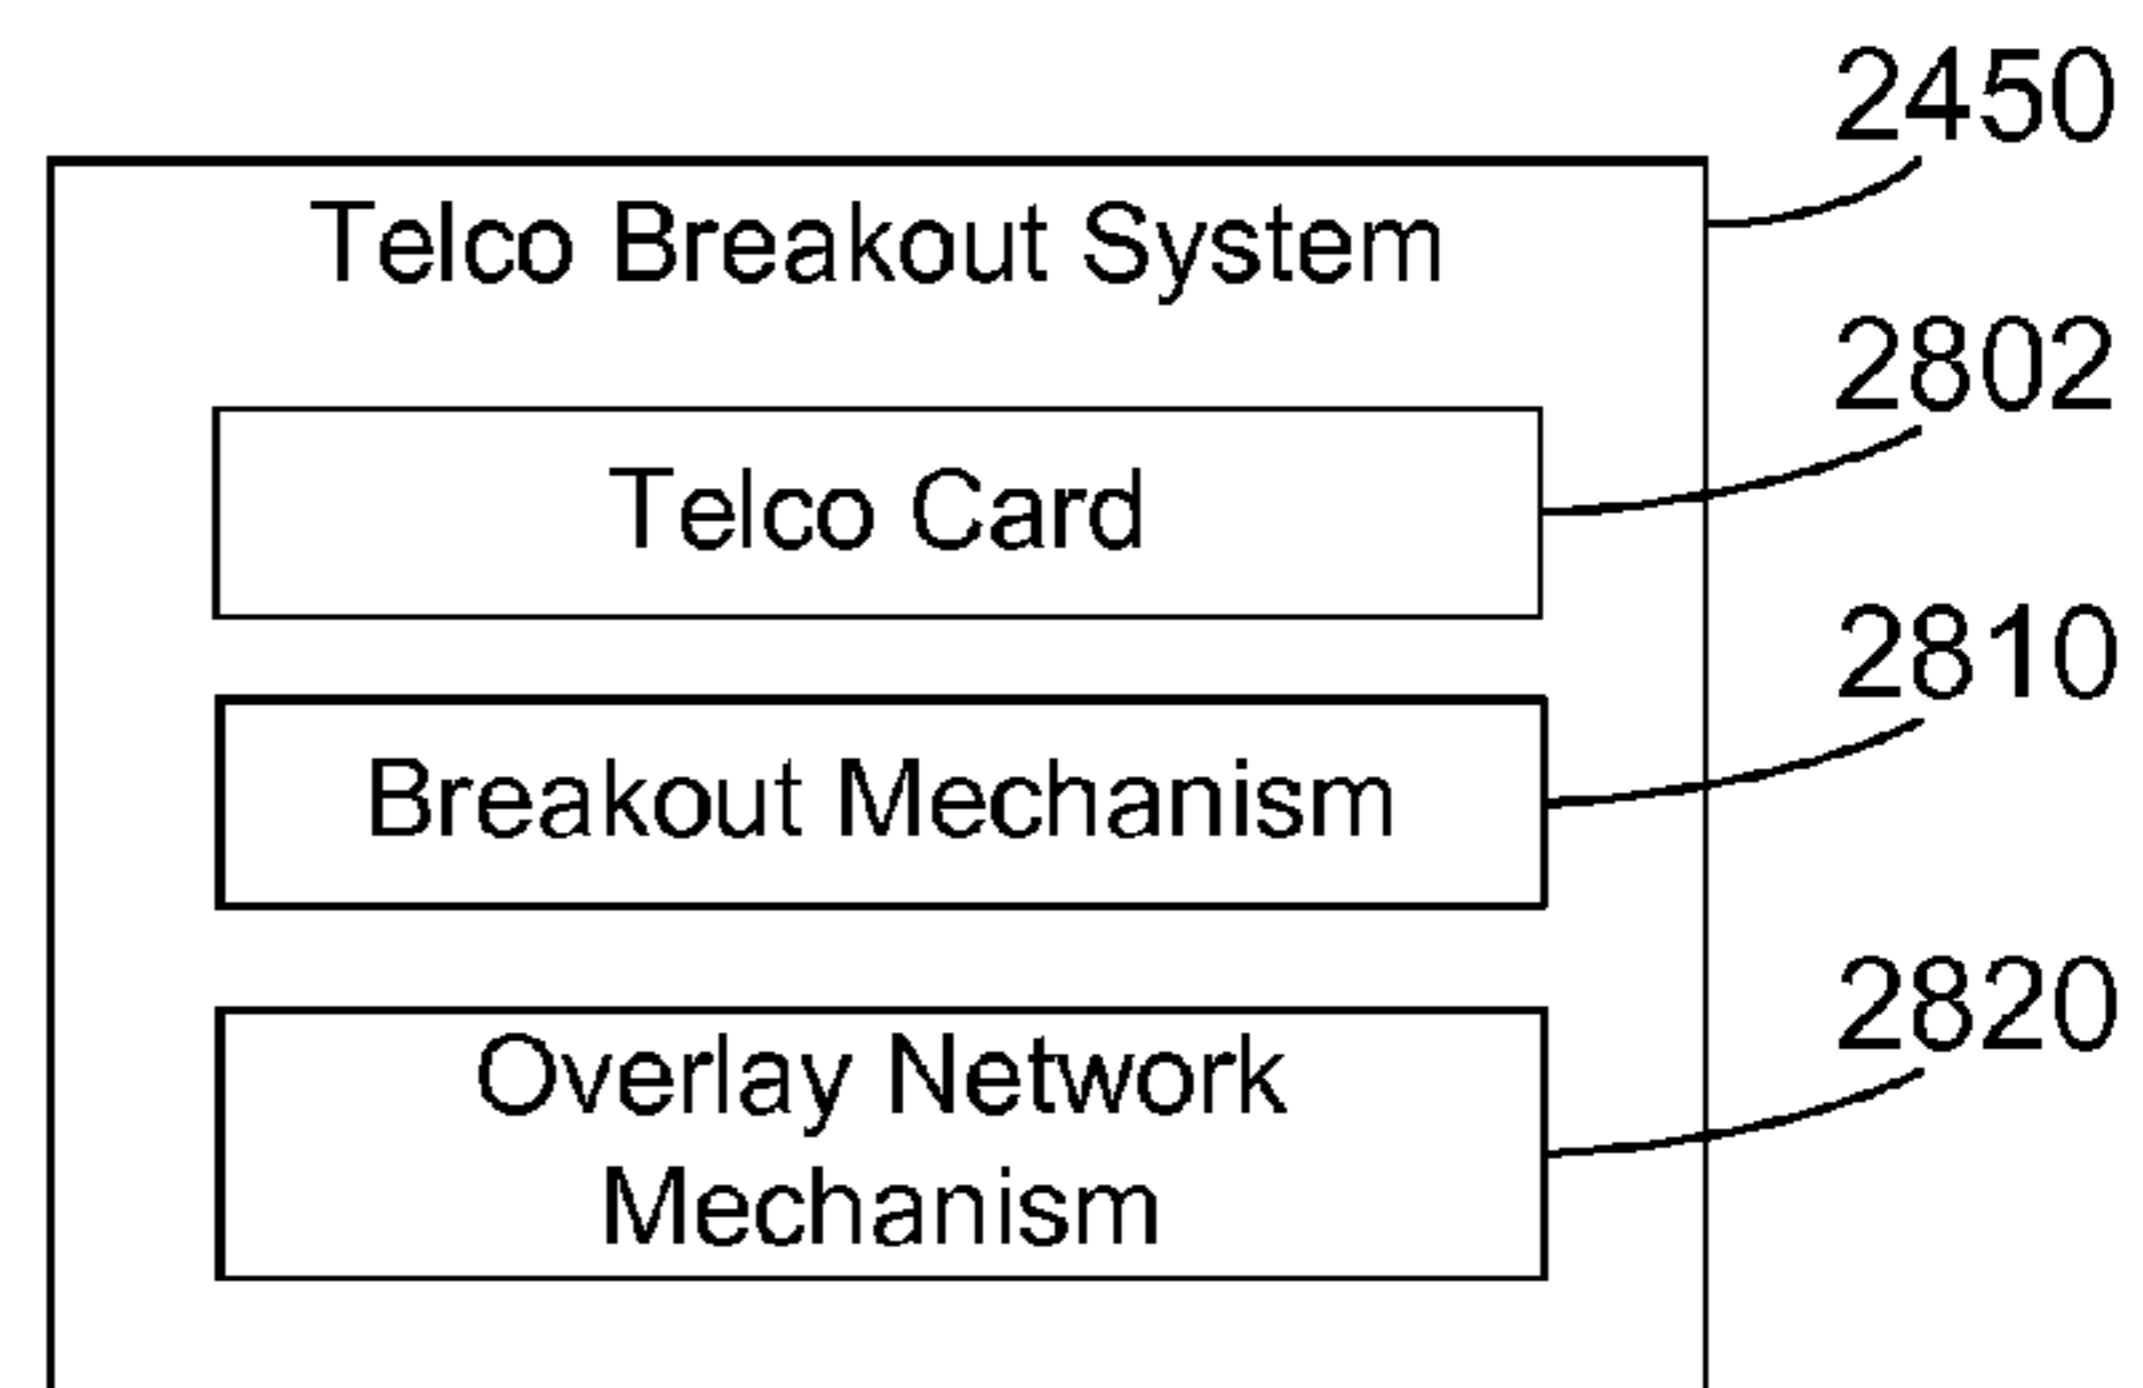 2450
Telco Breakout System
2802
Telco Card
2810
Breakout Mechanism
2820
Overlay Network
Mechanism